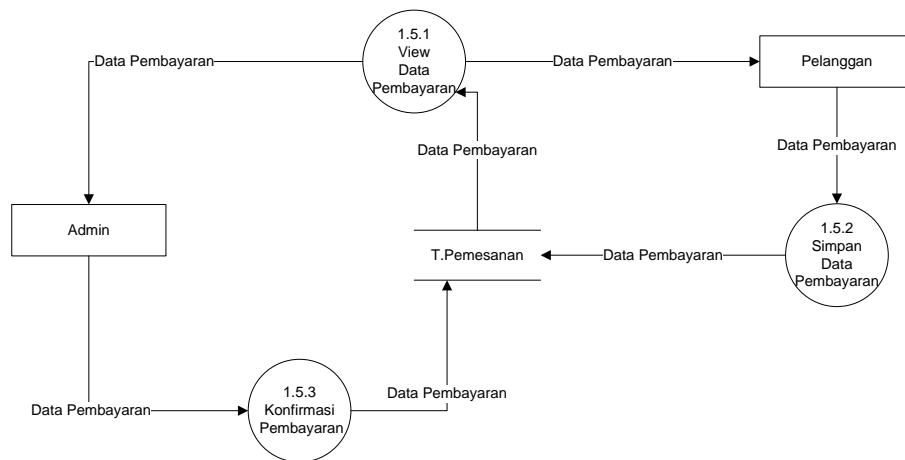 1.5.1
View
Data
Pembayaran
Data Pembayaran
Data Pembayaran
Pelanggan
Data Pembayaran
Data Pembayaran
Admin
1.5.2
Simpan
Data
Pembayaran
T.Pemesanan
Data Pembayaran
1.5.3
Konfirmasi
Pembayaran
Data Pembayaran
Data Pembayaran